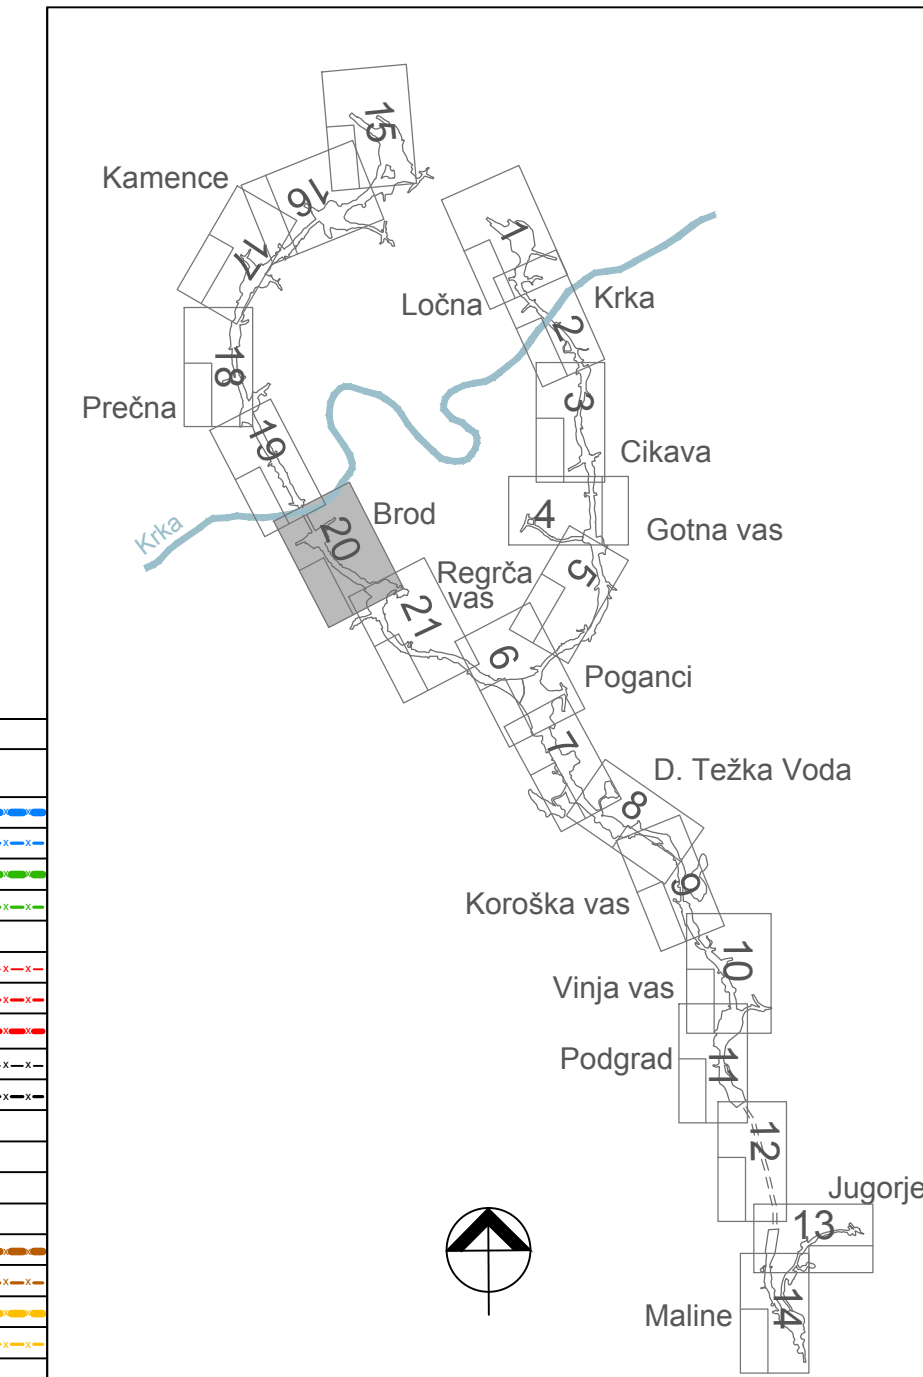 15
Kamence
16
1
17
Ločna
Krka
2
18
3
Prečna
19
Cikava
4
Brod
Gotna vas
Krka
20
5
Regrča
vas
21
6
Poganci
7
D. Težka Voda
8
9
Koroška vas
10
Vinja vas
Podgrad
11
12
Jugorje
13
14
Maline
x x
x x
x x
x x
x x
x x
x x
x x
x x
x x
x x
x x
x x